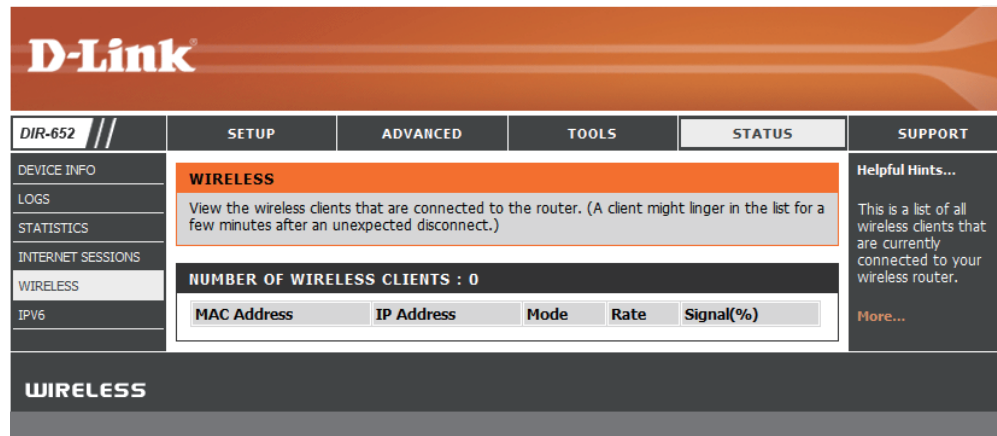 D-Link
DIR-652
SETUP
ADVANCED
TOOLS
STATUS
SUPPORT
DEVICE INFO
LOGS
STATISTICS
INTERNET SESSIONS
WIRELESS
IPV6
WIRELESS
View the wireless clients that are connected to the router. (A client might linger in the list for a
few minutes after an unexpected disconnect.)
NUMBER OF WIRELESS CLIENTS : 0
MAC Address
IP Address
Mode
Rate
Signal(%)
Helpful Hints...
This is a list of all
wireless clients that
are currently
connected to your
wireless router.
More...
WIRELESS